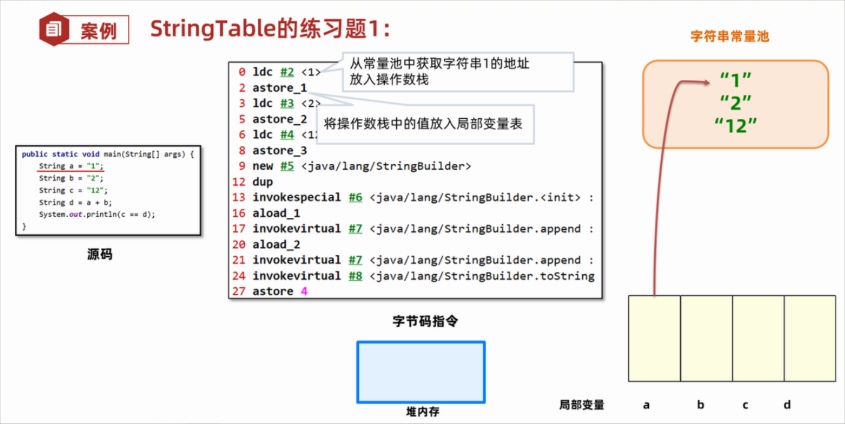 案例
StringTable的练习题1：
字符串常量池
0 ldc #2 <1>
2 astore_1
3 ldc #3 <2>
5 astore_2
6 ldc #4 <12
8 astore_3
9 new #5 <java/lang/StringBuilder>
12 dup
13 invokespecial #6 <java/lang/StringBuilder.<init> :
16 aload_1
17 invokevirtual #7 <java/lang/StringBuilder.append :
20 aload_2
21 invokevirtual #7 <java/lang/StringBuilder.append :
24 invokevirtual #8 <java/lang/StringBuilder.toString
27 astore 4
从常量池中获取字符串1的地址
放入操作数栈
将操作数栈中的值放入局部变量表
“1”
“2”
“12”
public static void main(String[] args) {
String a = "1";
String b = "2";
String c = "12";
String d = a + b;
System.out.println(c == d);
}
源码
字节码指令
堆内存
局部变量 a b c d